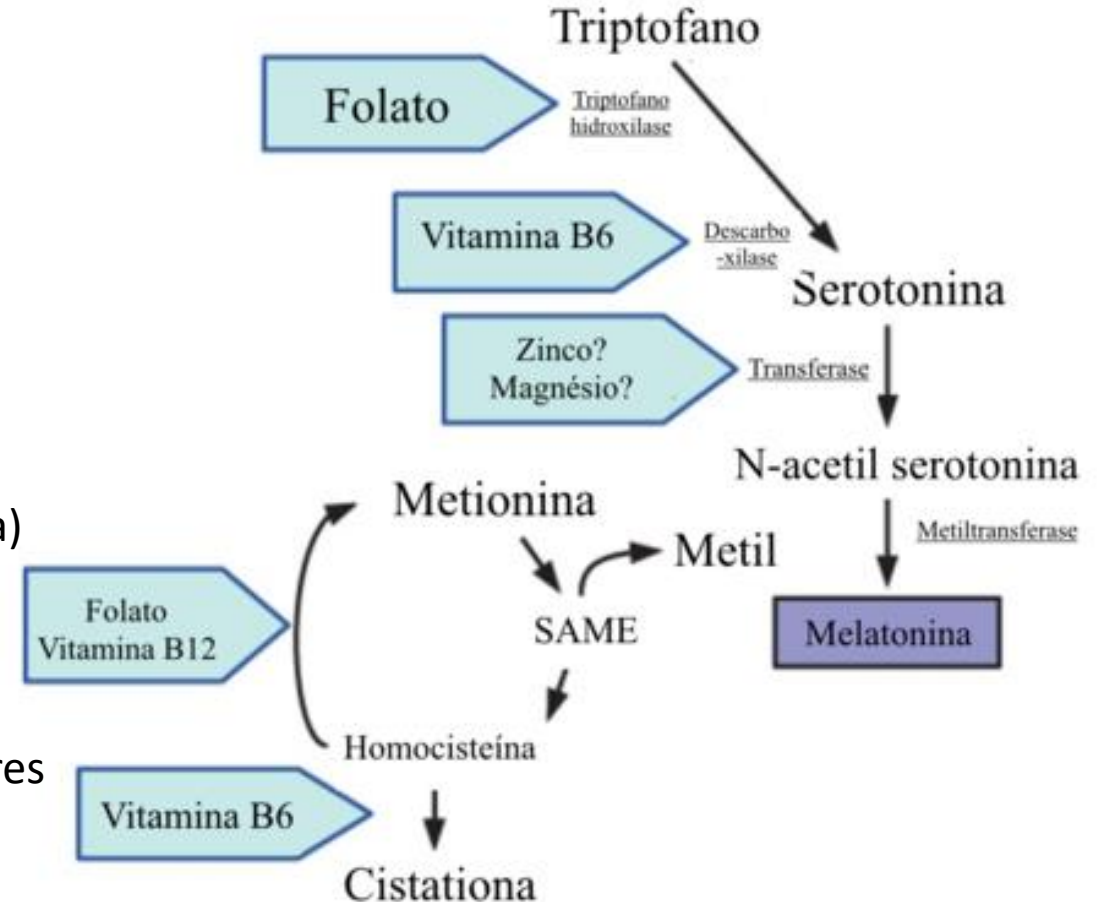 Triptofano
Folato
Triptofano
hidroxilase
Vitamina B6
Descarbo
-xilase
Serotonina
Zinco?
Magnésio?
Transferase
N-acetil serotonina
Metionina
a)
Metiltransferase
Metil
Folato
Vitamina B12
SAME
Melatonina
Homocisteína
res
Vitamina B6
Cistationa